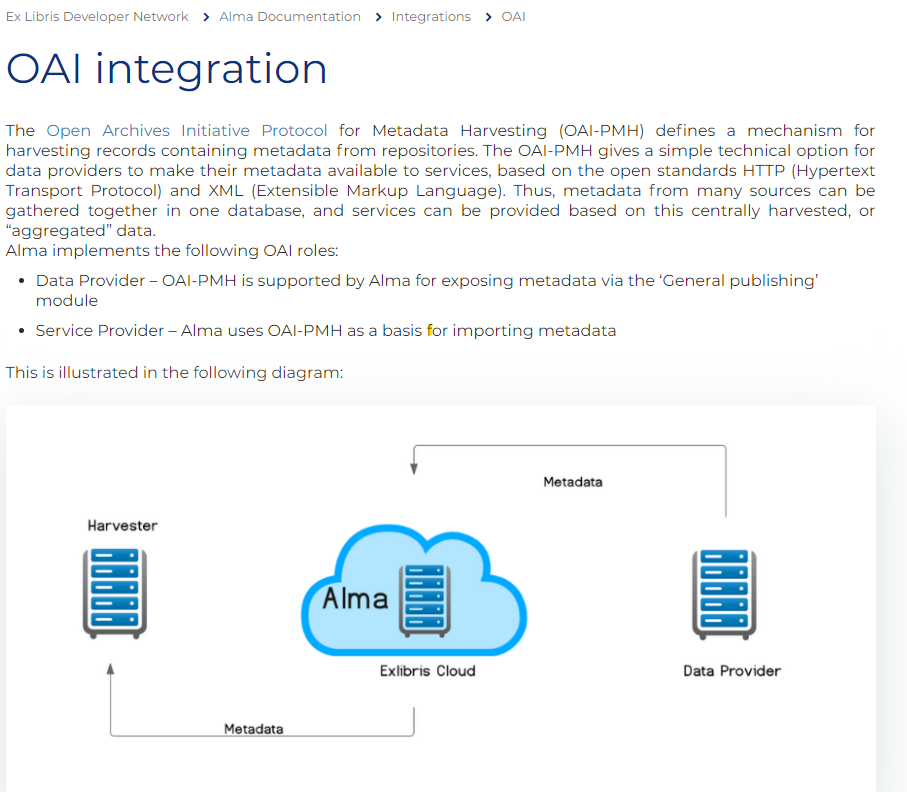 Ex Libris Developer Network > Alma Documentation > Integrations > OAI
OAI integration
The Open Archives Initiative Protocol for Metadata Harvesting (OAI-PMH) defines a mechanism for
harvesting records containing metadata from repositories. The OAI-PMH gives a simple technical option for
data providers to make their metadata available to services, based on the open standards HTTP (Hypertext
Transport Protocol) and XML (Extensible Markup Language). Thus, metadata from many sources can be
gathered together in one database, and services can be provided based on this centrally harvested, or
“aggregated” data.
Alma implements the following OAI roles:
• Data Provider – OAI-PMH is supported by Alma for exposing metadata via the ‘General publishing’
module
• Service Provider – Alma uses OAI-PMH as a basis for importing metadata
This is illustrated in the following diagram:
Metadata
Harvester
Alma
Exlibris Cloud
Data Provider
Metadata